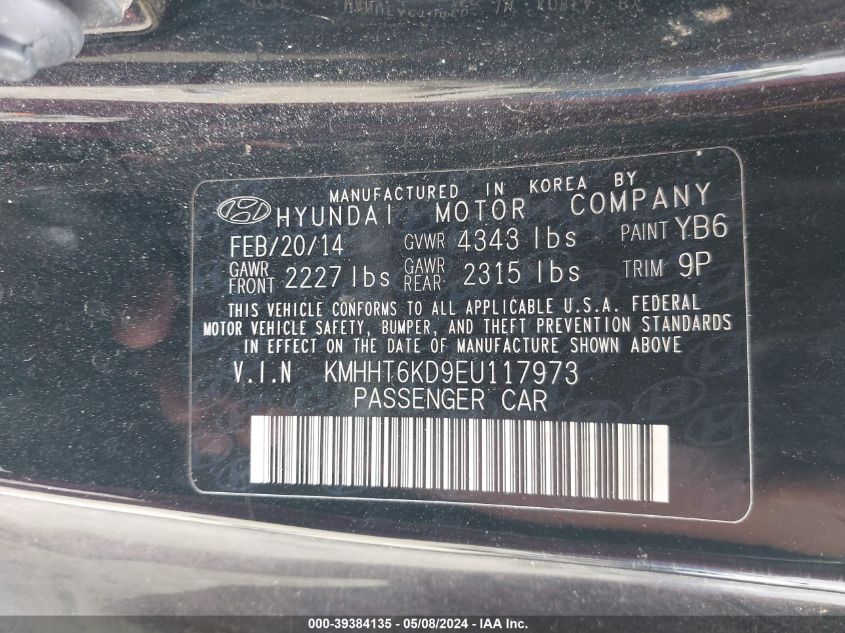 MANUFACTURED IN KOREA BY
HYUNDAI MOTOR COMPANY
FEB/20/14 GVWR 4343 lbs PAINT YB6
GAWR FRONT 2227 lbs GAWR REAR 2315 lbs TRIM 9P
THIS VEHICLE CONFORMS TO ALL APPLICABLE U.S.A. FEDERAL
MOTOR VEHICLE SAFETY, BUMPER, AND THEFT PREVENTION STANDARDS
IN EFFECT ON THE DATE OF MANUFACTURE SHOWN ABOVE
V.I.N KMHHT6KD9EU117973
PASSENGER CAR
000-39384135 - 05/08/2024 - IAA Inc.